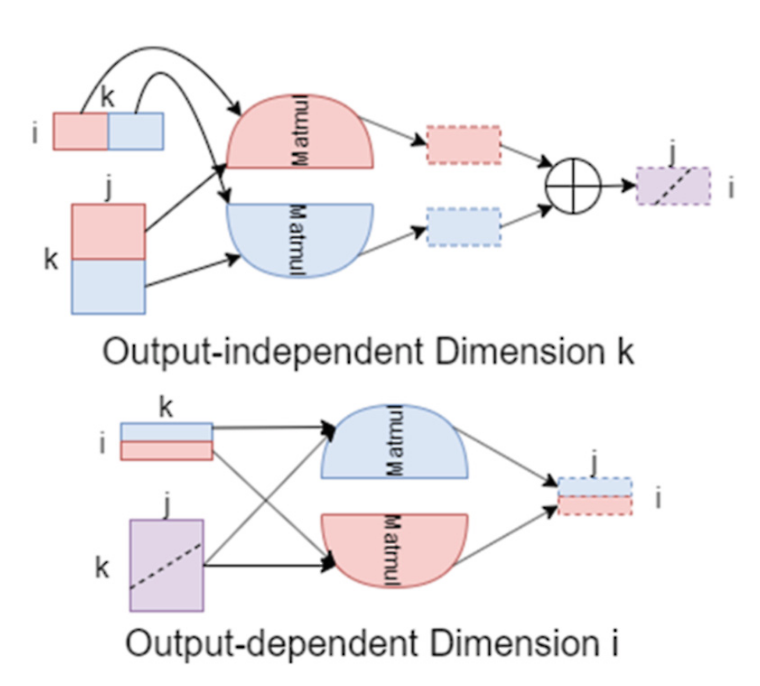 k
i
j
k
Matmul
Matmul
j
i
Output-independent Dimension k
k
i
j
k
Matmul
Matmul
j
i
Output-dependent Dimension i